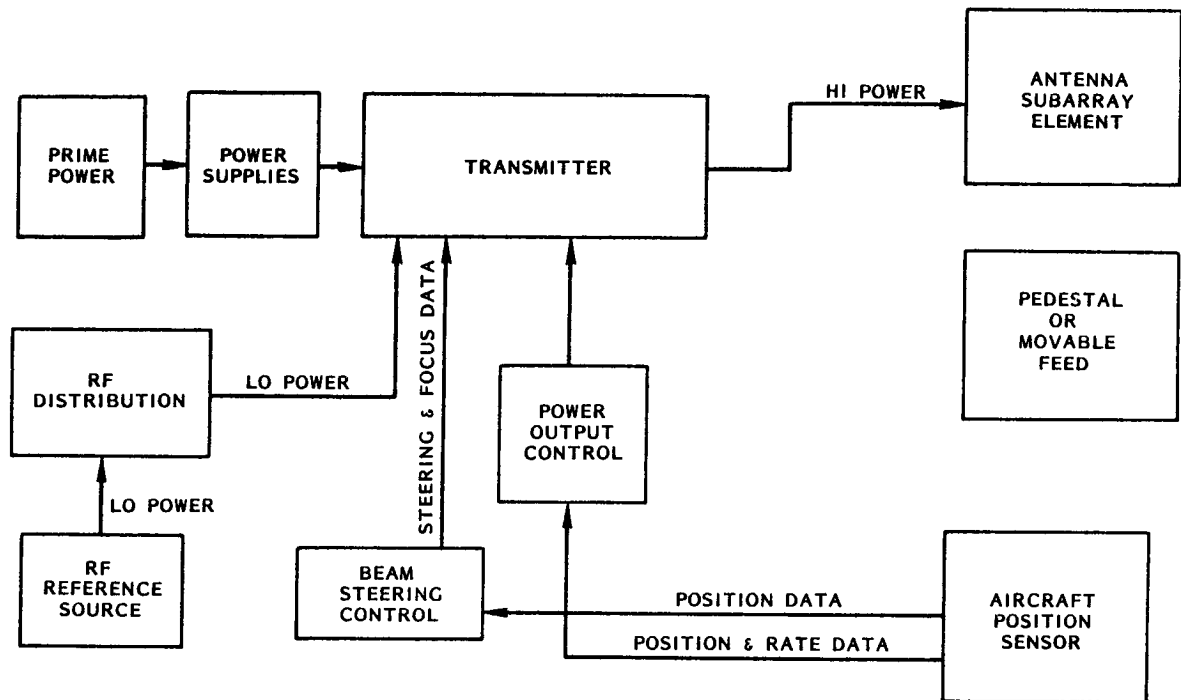 ANTENNA
SUBARRAY
ELEMENT
HI POWER
PRIME
POWER
POWER
SUPPLIES
TRANSMITTER
PEDESTAL
OR
MOVABLE
FEED
RF
DISTRIBUTION
LO POWER
STEERING & FOCUS DATA
POWER
OUTPUT
CONTROL
LO POWER
RF
REFERENCE
SOURCE
BEAM
STEERING
CONTROL
POSITION DATA
POSITION & RATE DATA
AIRCRAFT
POSITION
SENSOR